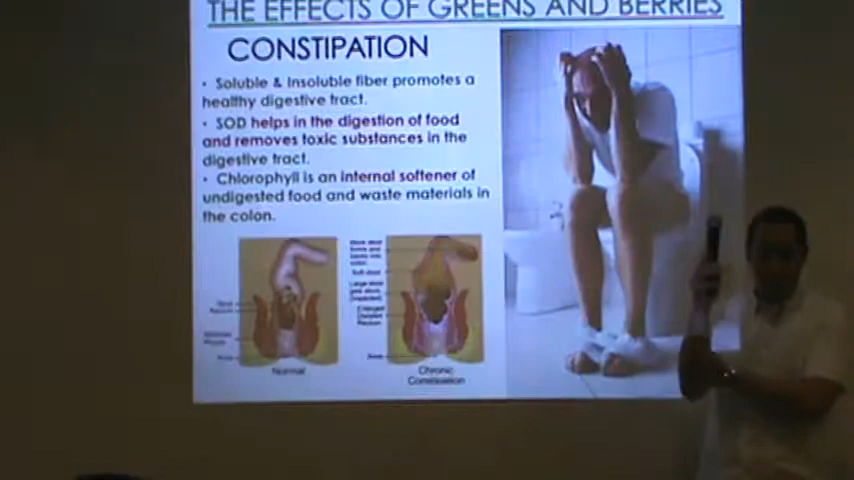 THE EFFECTS OF GREENS AND BERRIES
CONSTIPATION
• Soluble & Insoluble fiber promotes a
healthy digestive tract.
• SOD helps in the digestion of food
and removes toxic substances in the
digestive tract.
• Chlorophyll is an internal softener of
undigested food and waste materials in
the colon.
Normal
Chronic
Constipation